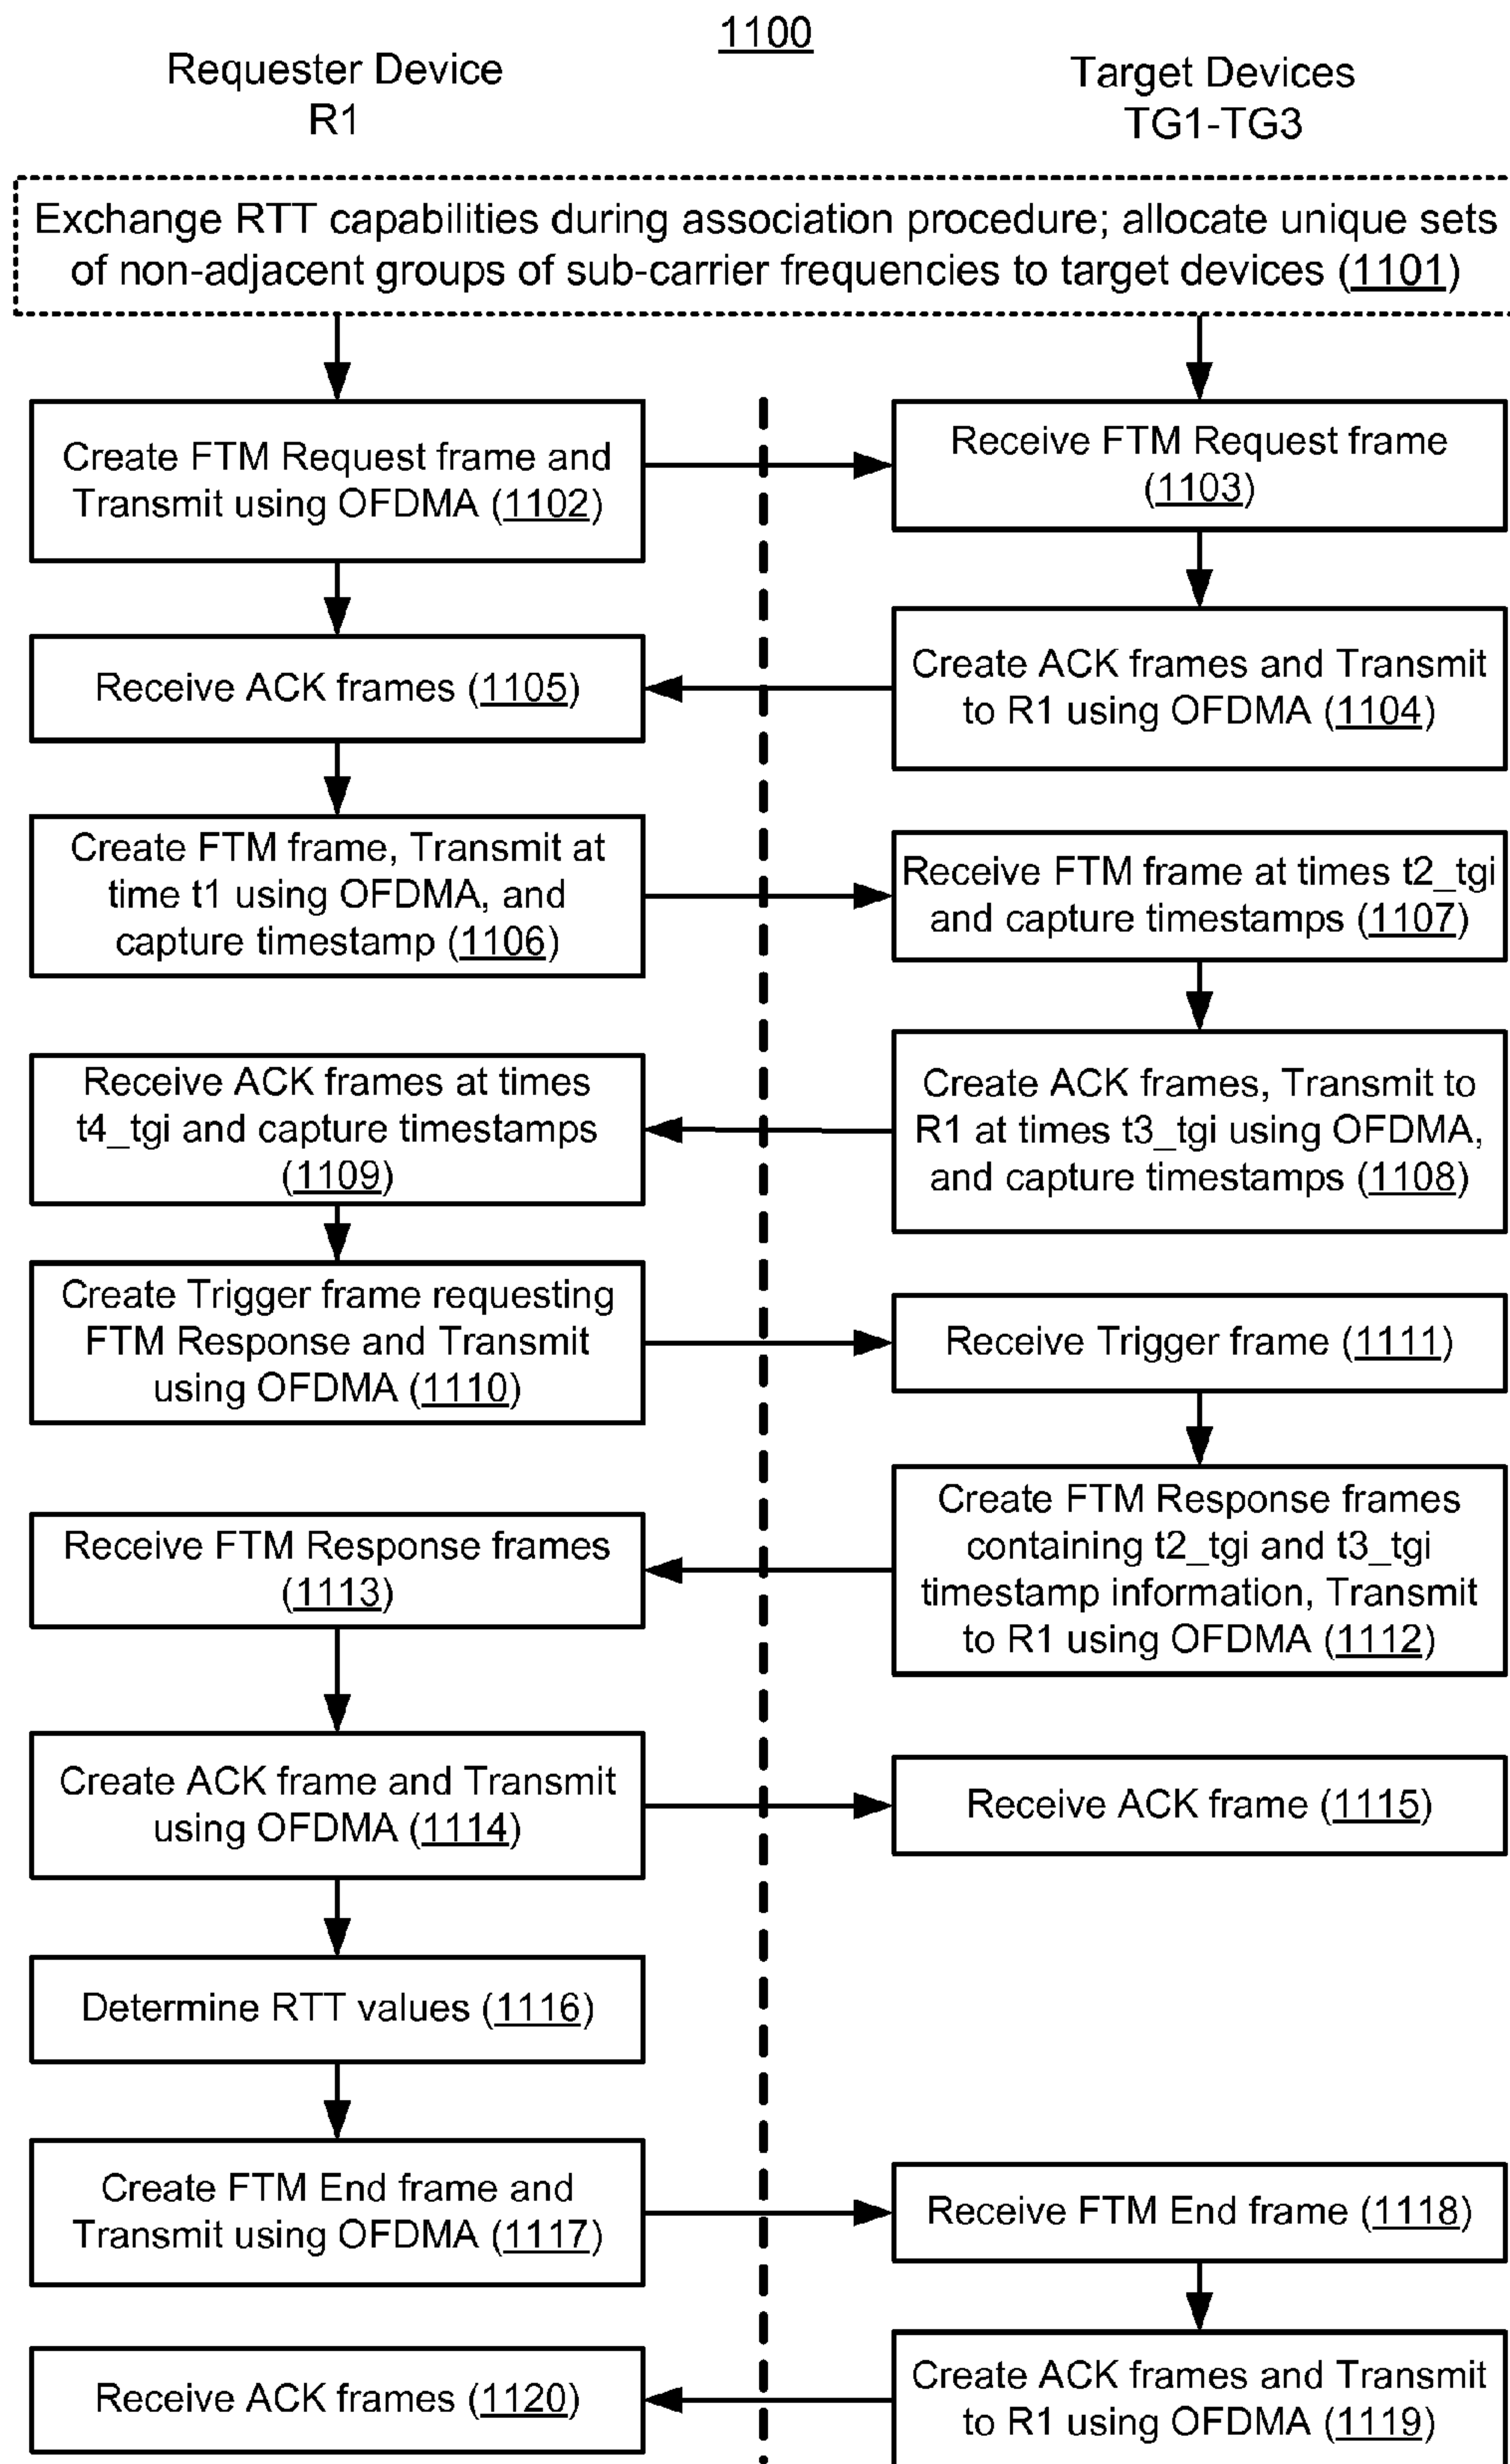 1100
Requester Device
R1
Target Devices
TG1-TG3
Exchange RTT capabilities during association procedure; allocate unique sets
of non-adjacent groups of sub-carrier frequencies to target devices (1101)
Create FTM Request frame and
Transmit using OFDMA (1102)
Receive FTM Request frame
(1103)
Create ACK frames and Transmit
to R1 using OFDMA (1104)
Receive ACK frames (1105)
Create FTM frame, Transmit at
time t1 using OFDMA, and
capture timestamp (1106)
Receive FTM frame at times t2_tgi
and capture timestamps (1107)
Create ACK frames, Transmit to
R1 at times t3_tgi using OFDMA,
and capture timestamps (1108)
Receive ACK frames at times
t4_tgi and capture timestamps
(1109)
Create Trigger frame requesting
FTM Response and Transmit
using OFDMA (1110)
Receive Trigger frame (1111)
Create FTM Response frames
containing t2_tgi and t3_tgi
timestamp information, Transmit
to R1 using OFDMA (1112)
Receive FTM Response frames
(1113)
Create ACK frame and Transmit
using OFDMA (1114)
Receive ACK frame (1115)
Determine RTT values (1116)
Create FTM End frame and
Transmit using OFDMA (1117)
Receive FTM End frame (1118)
Create ACK frames and Transmit
to R1 using OFDMA (1119)
Receive ACK frames (1120)